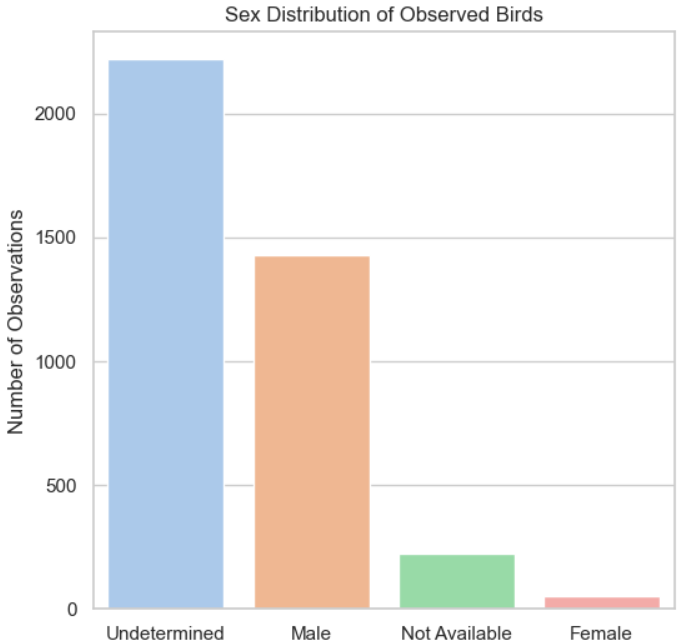 Sex Distribution of Observed Birds
Number of Observations
2000
1500
1000
500
0
Undetermined Male Not Available Female